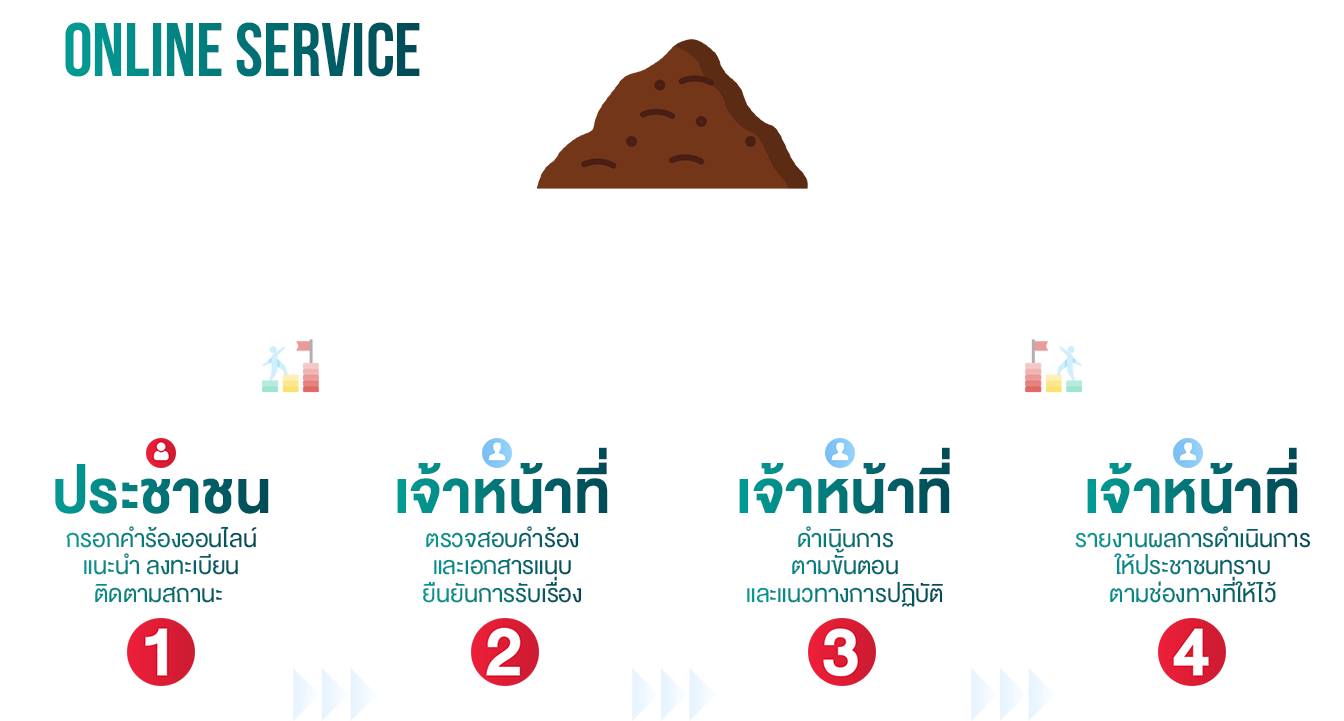 ONLINE SERVICE
ประชาชน
กรอกคำร้องออนไลน์
แนะนำ ลงทะเบียน
ติดตามสถานะ
1
เจ้าหน้าที่
ตรวจสอบคำร้อง
และเอกสารแนบ
ยืนยันการรับเรื่อง
2
เจ้าหน้าที่
ดำเนินการ
ตามขั้นตอน
และแนวทางการปฏิบัติ
3
เจ้าหน้าที่
รายงานผลการดำเนินการ
ให้ประชาชนทราบ
ตามช่องทางที่ให้ไว้
4